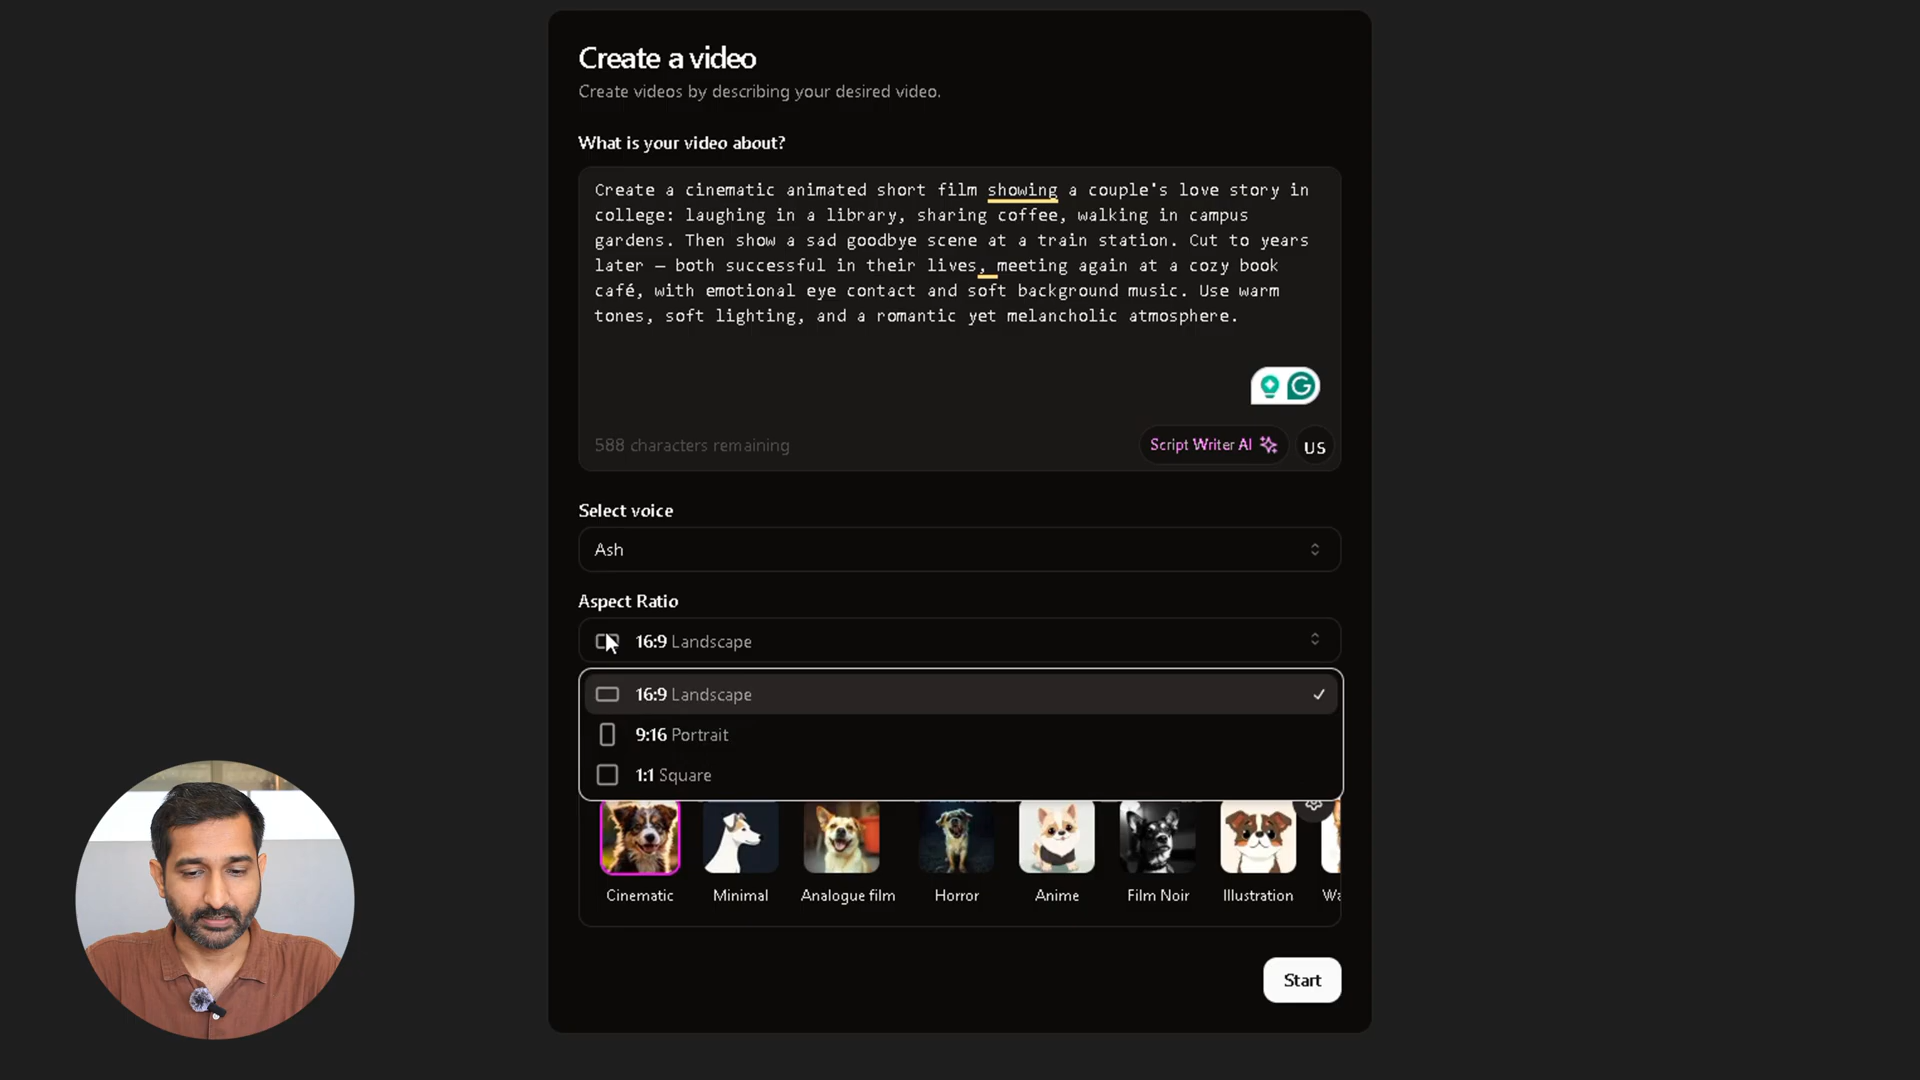 Create a video
Create videos by describing your desired video.
What is your video about?
Create a cinematic animated short film showing a couple's love story in
college: laughing in a library, sharing coffee, walking in campus
gardens. Then show a sad goodbye scene at a train station. Cut to years
later — both successful in their lives, meeting again at a cozy book
café, with emotional eye contact and soft background music. Use warm
tones, soft lighting, and a romantic yet melancholic atmosphere.
588 characters remaining
Script Writer AI
US
Select voice
Ash
Aspect Ratio
16:9 Landscape
16:9 Landscape
9:16 Portrait
1:1 Square
Cinematic
Minimal
Analogue film
Horror
Anime
Film Noir
Illustration
Start